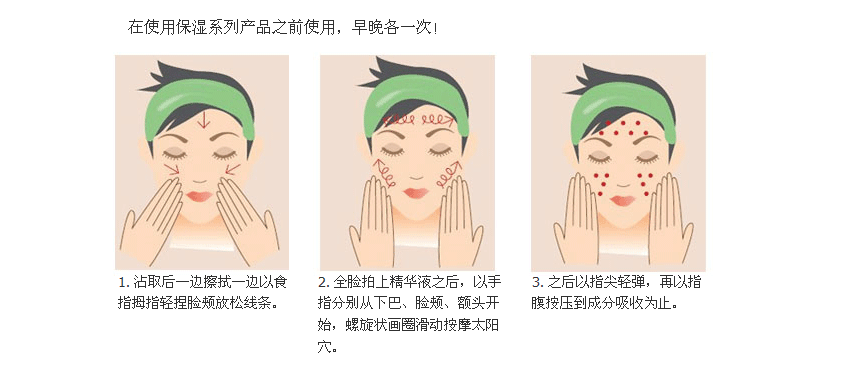 在使用保湿系列产品之前使用，早晚各一次!
1. 沾取后一边擦拭一边以食
指拇指轻捏脸颊放松线条。
2. 全脸拍上精华液之后，以手
指分别从下巴、脸颊、额头开
始，螺旋状画圈滑动按摩太阳
穴。
3. 之后以指尖轻弹，再以指
腹按压到成分吸收为止。